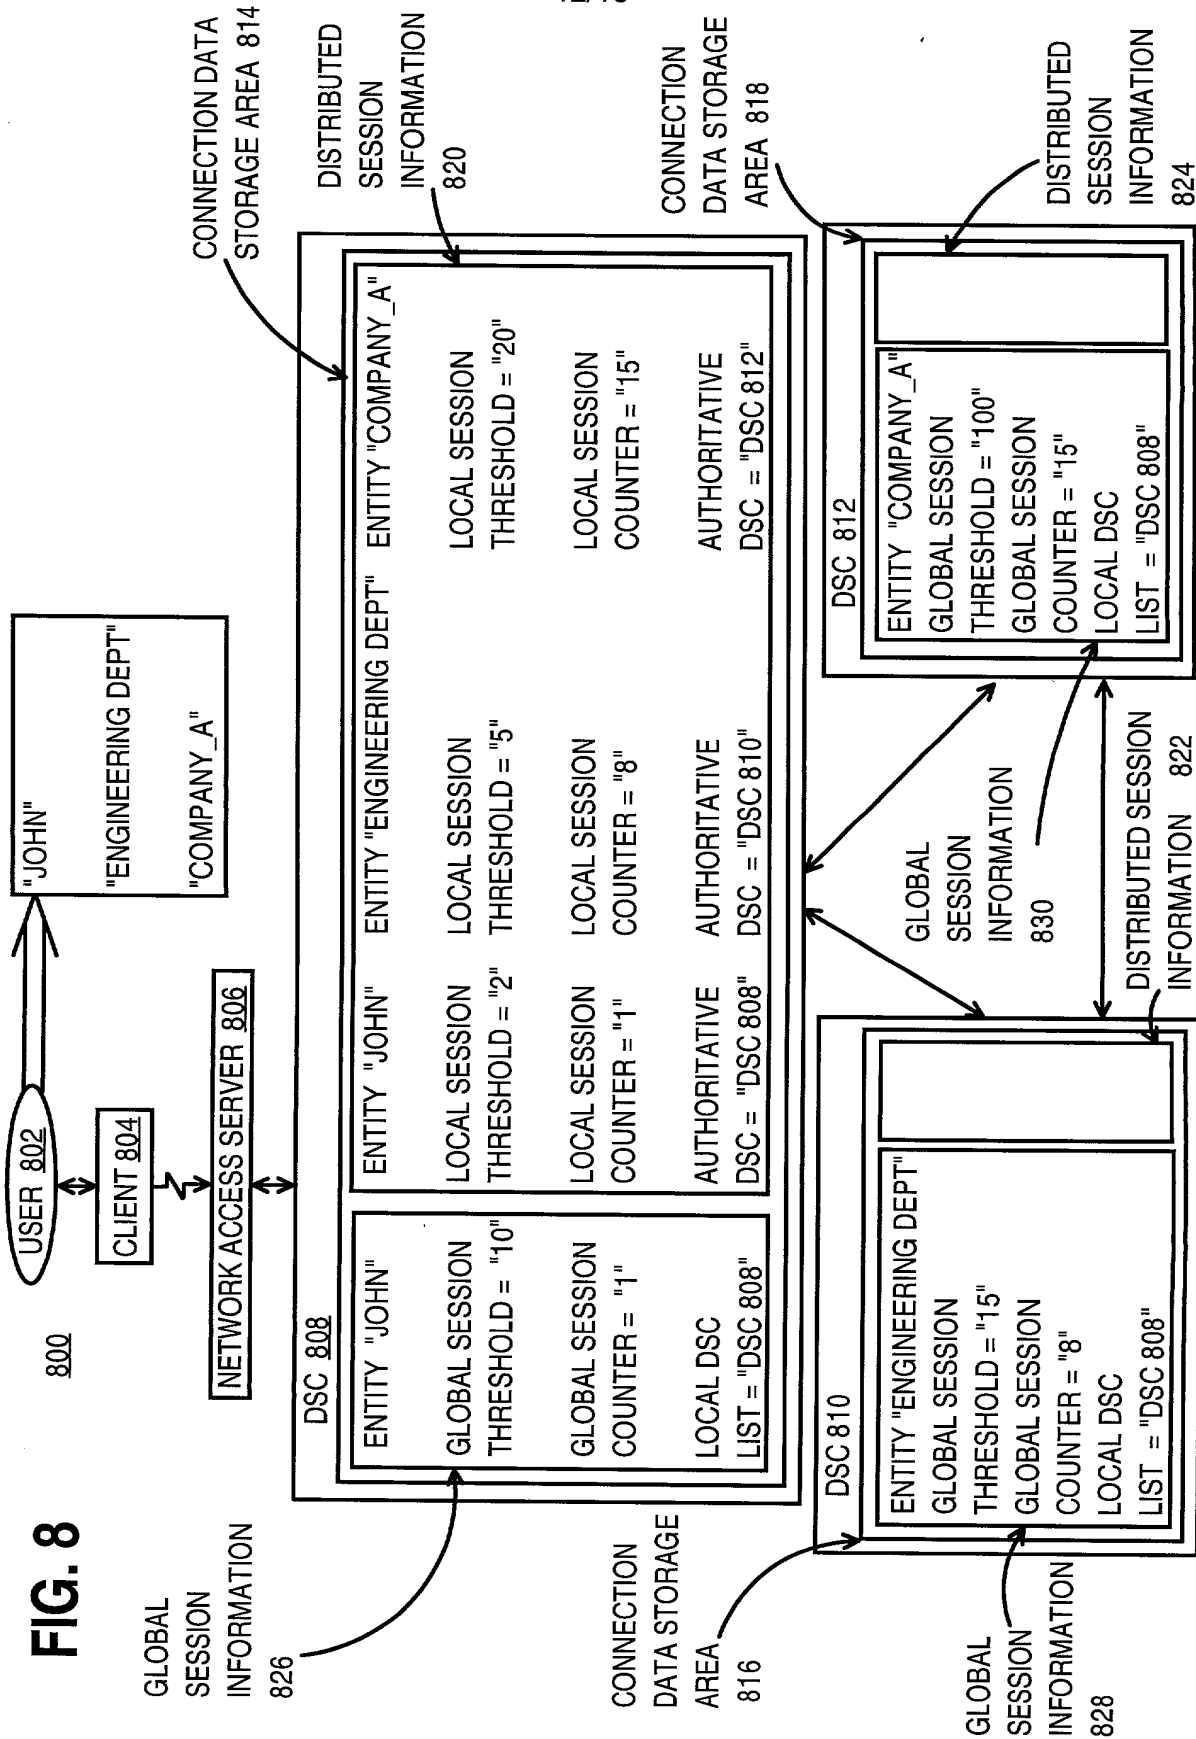 FIG. 8
800
USER 802
CLIENT 804
NETWORK ACCESS SERVER 806
"JOHN"
"ENGINEERING DEPT"
"COMPANY_A"
CONNECTION DATA
STORAGE AREA 814
DISTRIBUTED
SESSION
INFORMATION
820
GLOBAL
SESSION
INFORMATION
826
DSC 808
ENTITY "JOHN"
GLOBAL SESSION
THRESHOLD = "10"
GLOBAL SESSION
COUNTER = "1"
LOCAL DSC
LIST = "DSC 808"
ENTITY "JOHN"
LOCAL SESSION
THRESHOLD = "2"
LOCAL SESSION
COUNTER = "1"
AUTHORITATIVE
DSC = "DSC 808"
ENTITY "ENGINEERING DEPT"
LOCAL SESSION
THRESHOLD = "5"
LOCAL SESSION
COUNTER = "8"
AUTHORITATIVE
DSC = "DSC 810"
ENTITY "COMPANY_A"
LOCAL SESSION
THRESHOLD = "20"
LOCAL SESSION
COUNTER = "15"
AUTHORITATIVE
DSC = "DSC 812"
CONNECTION
DATA STORAGE
AREA
816
DSC 810
ENTITY "ENGINEERING DEPT"
GLOBAL SESSION
THRESHOLD = "15"
GLOBAL SESSION
COUNTER = "8"
LOCAL DSC
LIST = "DSC 808"
GLOBAL
SESSION
INFORMATION
828
GLOBAL
SESSION
INFORMATION
830
DISTRIBUTED SESSION
INFORMATION 822
CONNECTION
DATA STORAGE
AREA 818
DSC 812
ENTITY "COMPANY_A"
GLOBAL SESSION
THRESHOLD = "100"
GLOBAL SESSION
COUNTER = "15"
LOCAL DSC
LIST = "DSC 808"
DISTRIBUTED
SESSION
INFORMATION
824